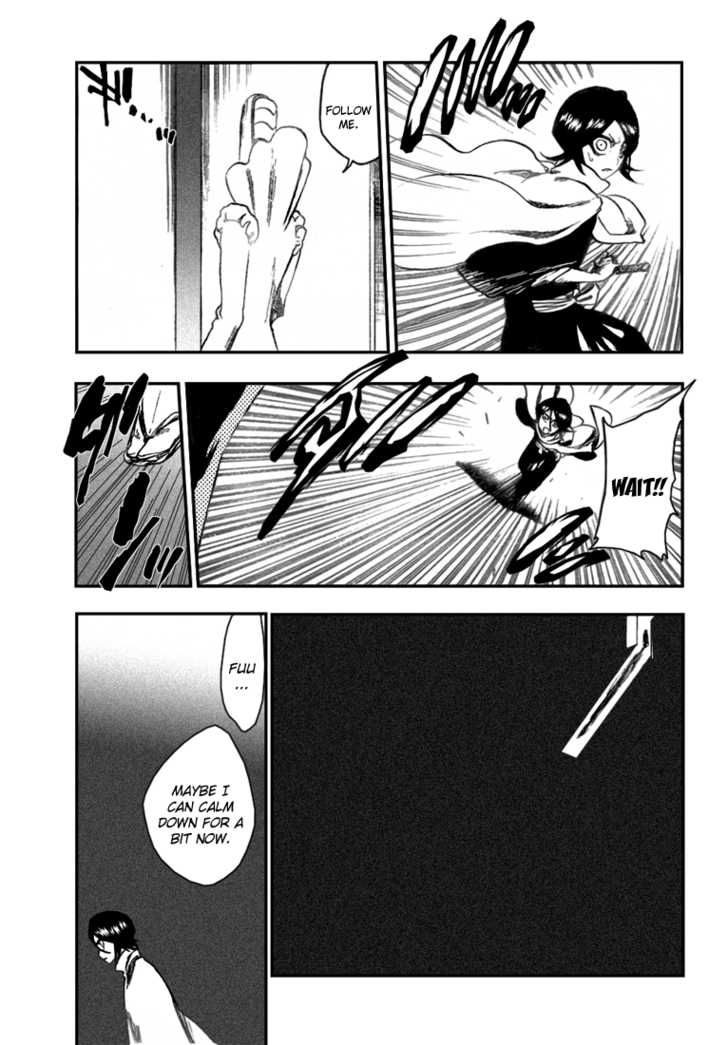 FOLLOW
ME.
WAIT!!
FUU
...
MAYBE I
CAN CALM
DOWN FOR A
BIT NOW.